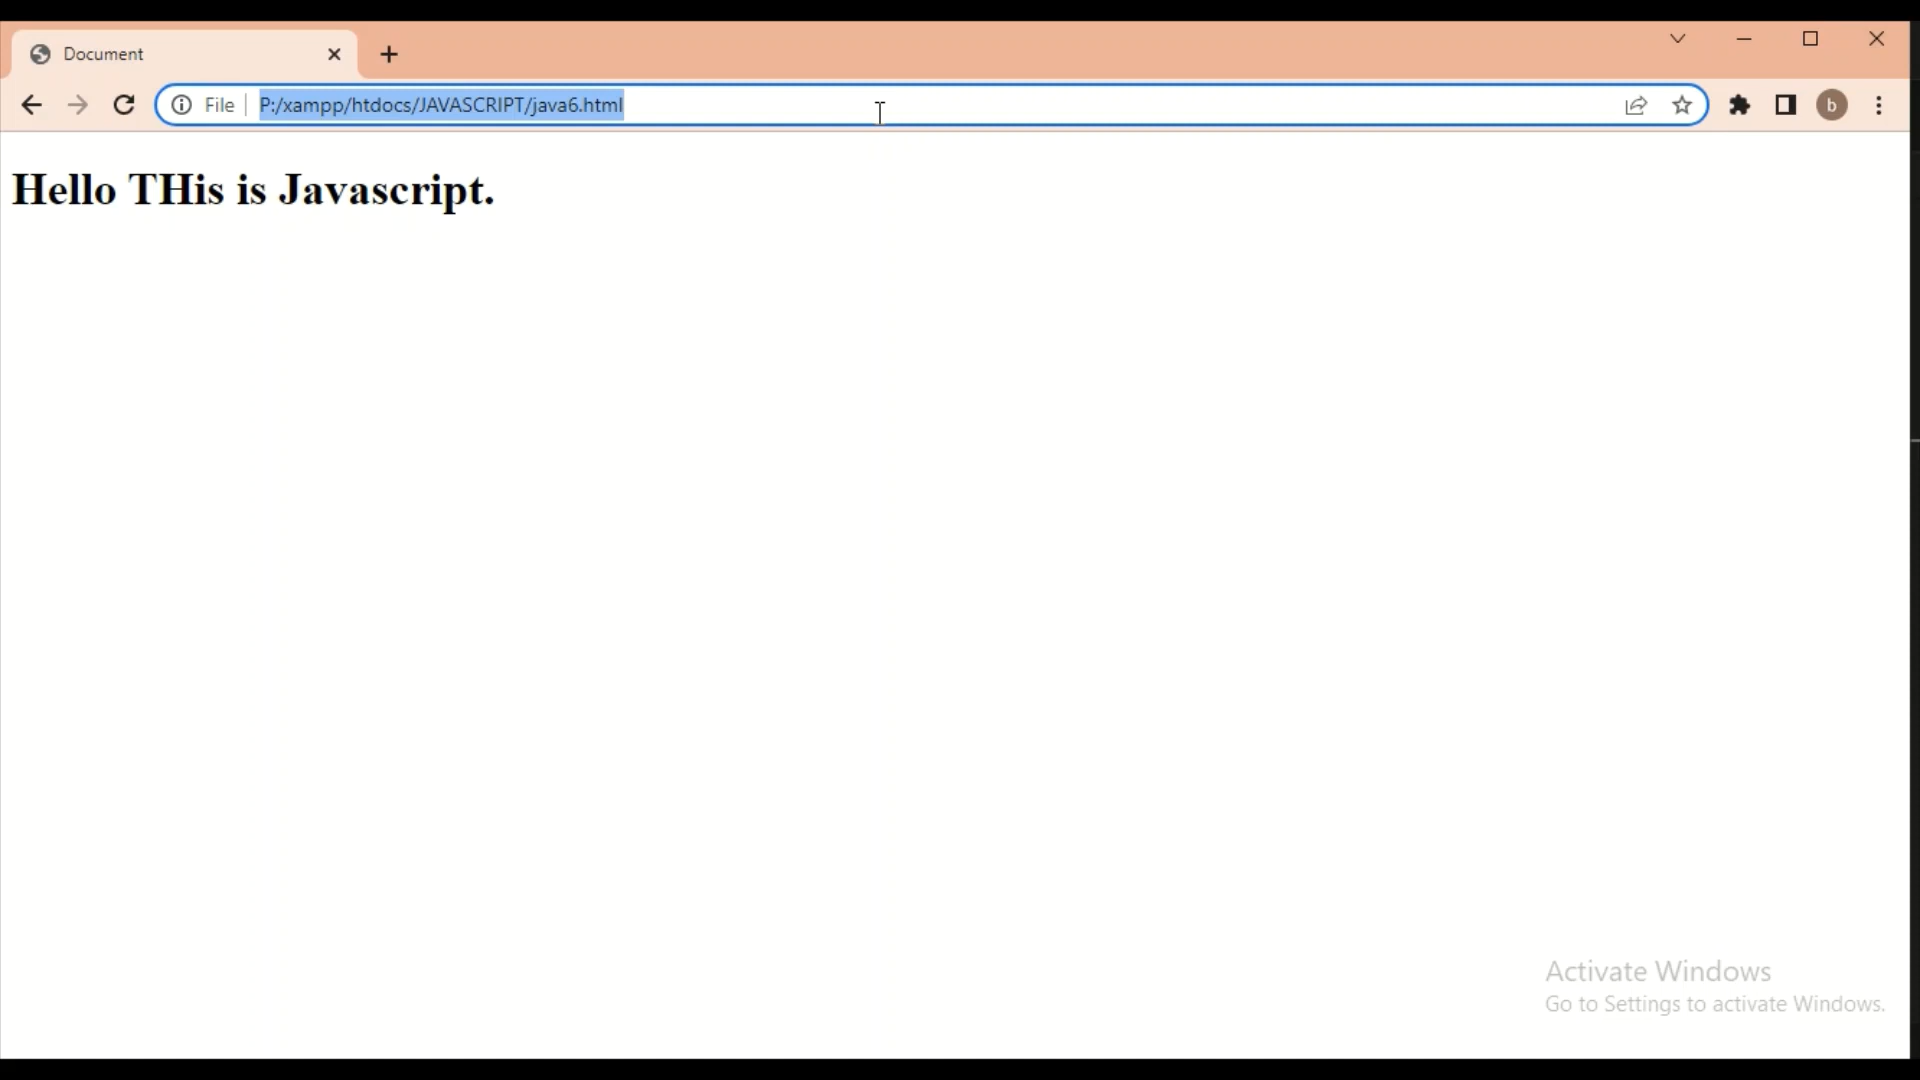 Document
File P:/xampp/htdocs/JAVASCRIPT/java6.html
b
Hello THis is Javascript.
Activate Windows
Go to Settings to activate Windows.